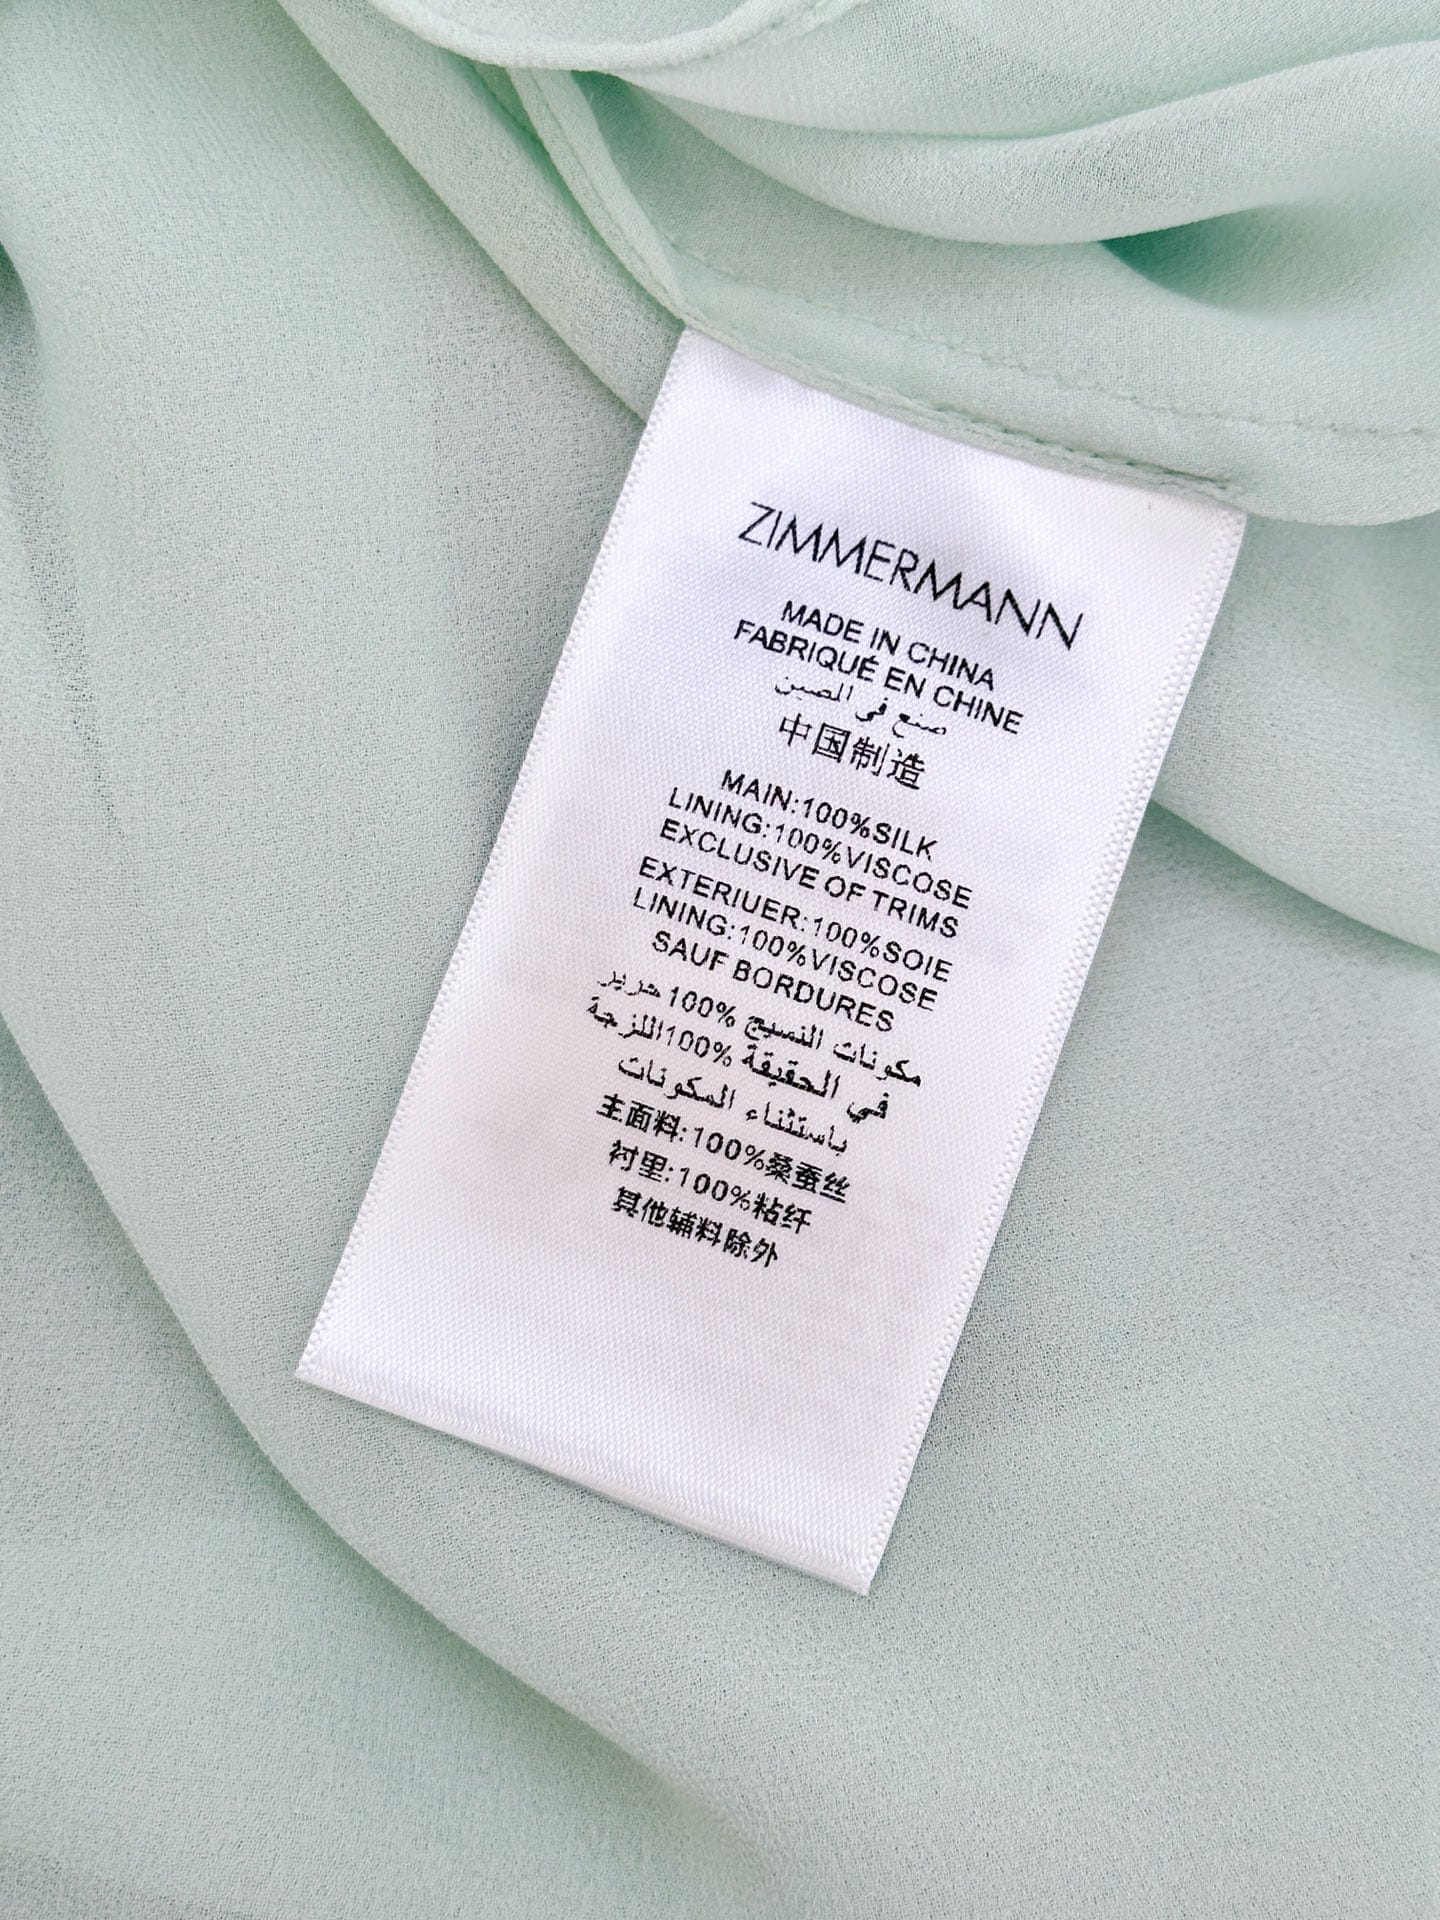 ZIMMERMANN
MADE IN CHINA
FABRIQUÉ EN CHINE
صنع في الصين
中国制造
MAIN:100%SILK
LINING:100%VISCOSE
EXCLUSIVE OF TRIMS
EXTERIUER:100%SOIE
LINING:100%VISCOSE
SAUF BORDURES
مكونات النسيج 100%حرير
في الحقيقة 100%اللزجة
باستثناء المكونات
主面料:100%桑蚕丝
衬里:100%粘纤
其他辅料除外